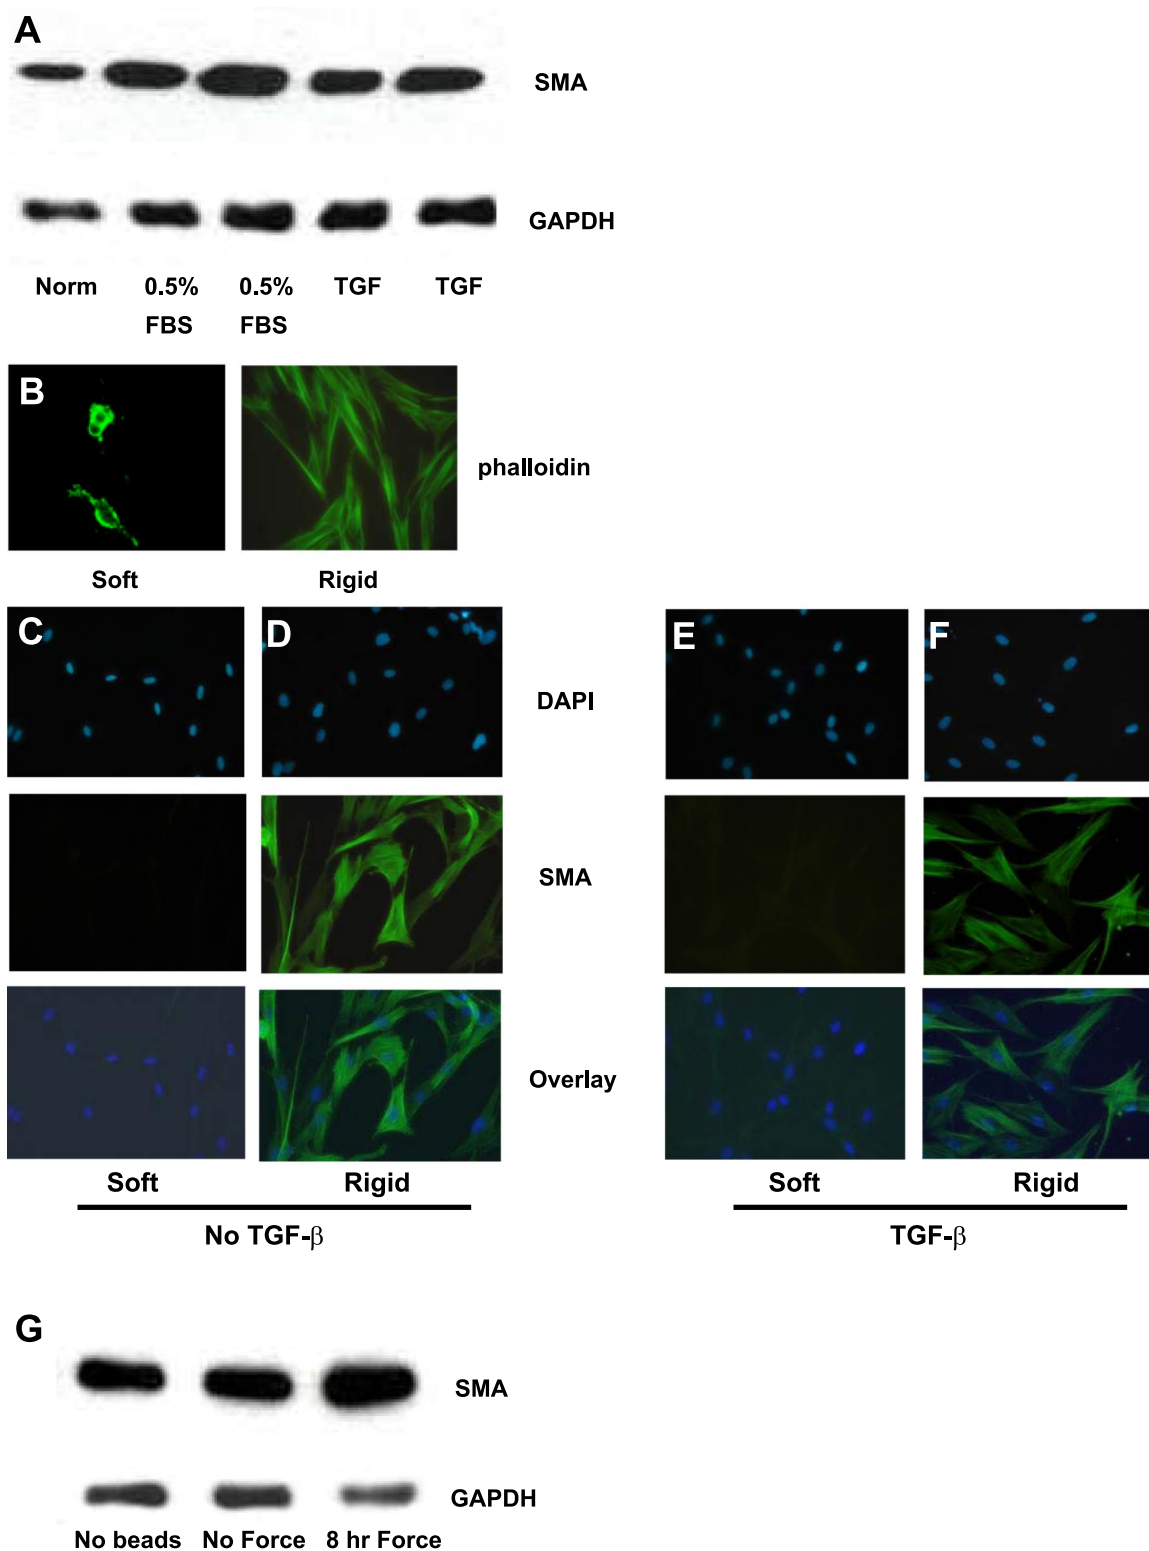 A
SMA
GAPDH
Norm 0.5% 0.5% TGF TGF
FBS FBS
B
phalloidin
Soft Rigid
C D E F
DAPI
SMA
Overlay
Soft Rigid Soft Rigid
No TGF-β TGF-β
G
SMA
GAPDH
No beads No Force 8 hr Force